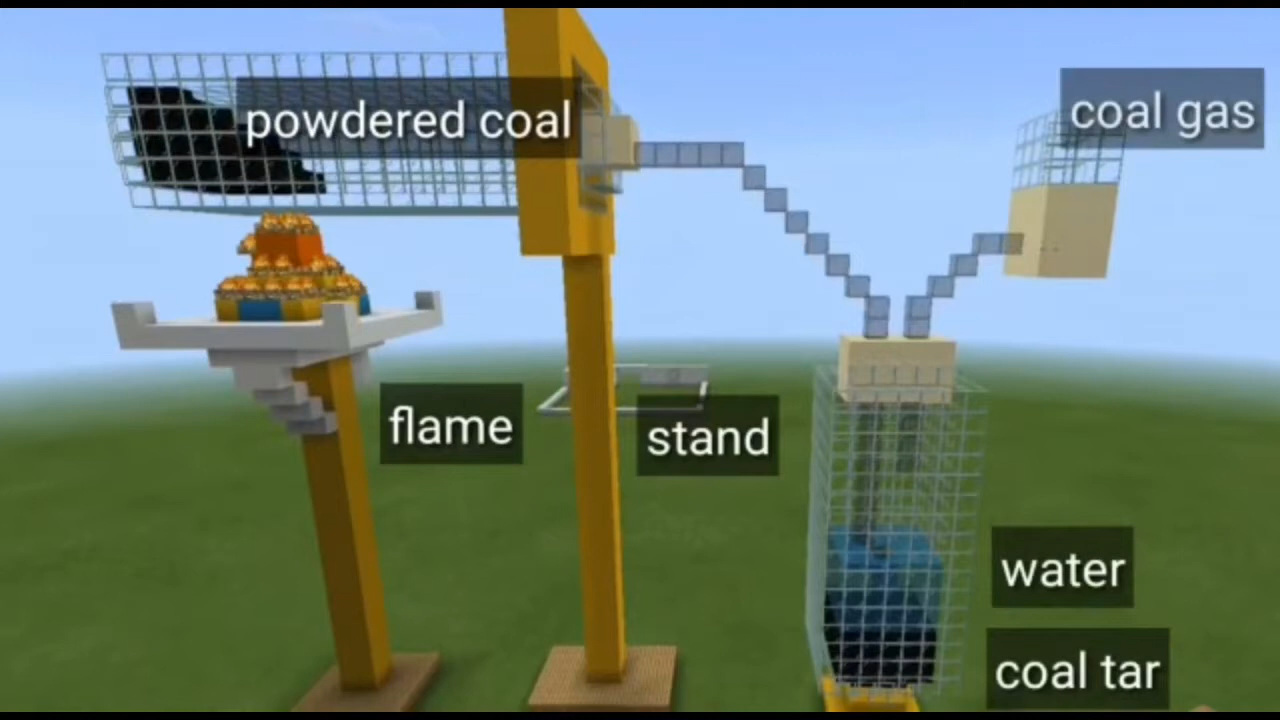 powdered coal
coal gas
flame
stand
water
coal tar